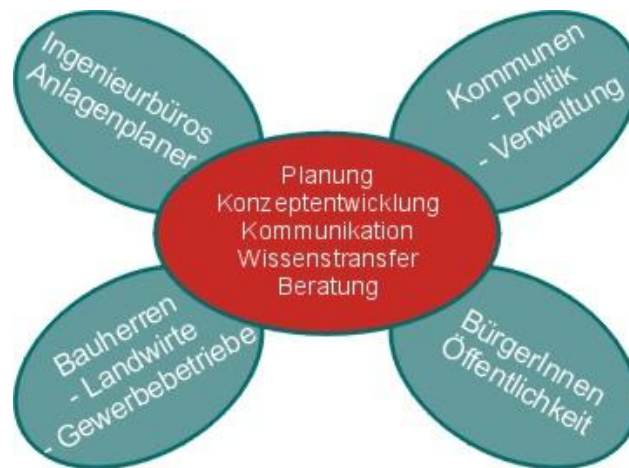 Ingenieurbüros
Anlagenplaner
Kommunen
- Politik
- Verwaltung
Planung
Konzeptentwicklung
Kommunikation
Wissenstransfer
Beratung
Bauherren
- Landwirte
- Gewerbebetriebe
BürgerInnen
Öffentlichkeit